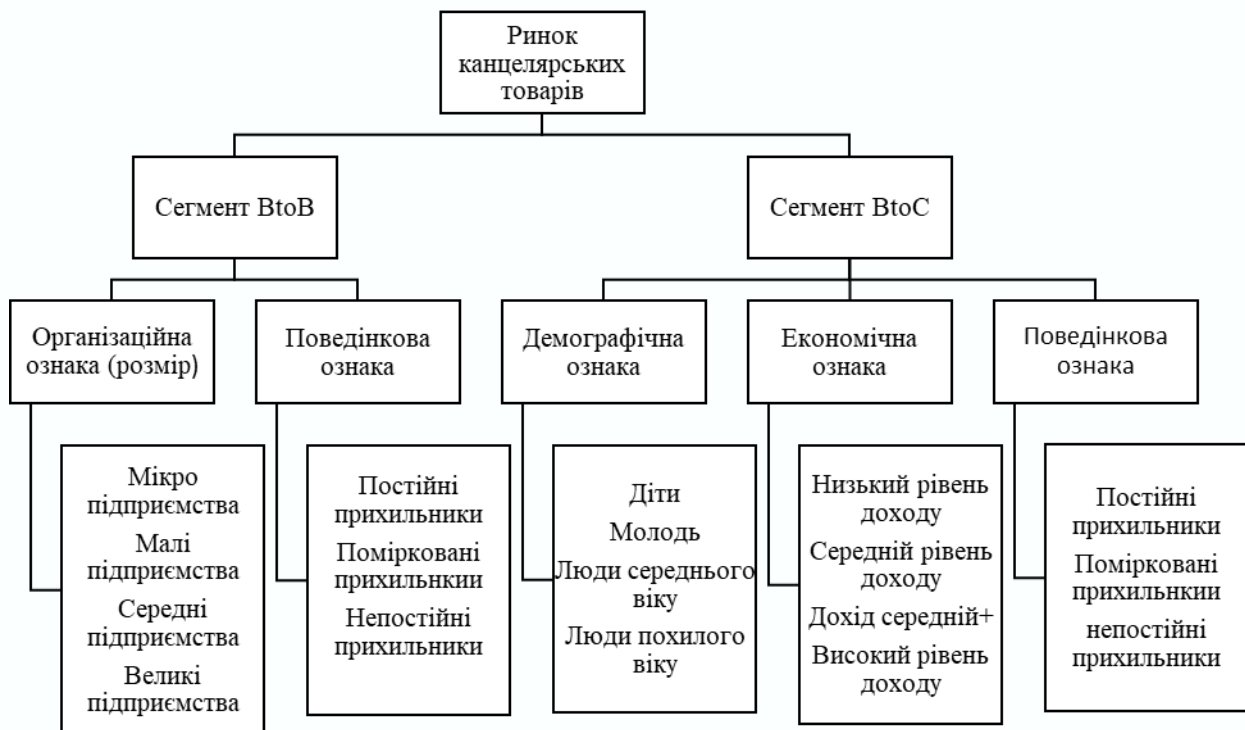 Ринок
канцелярських
товарів
Сегмент BtoB
Сегмент BtoC
Організаційна
ознака (розмір)
Поведінкова
ознака
Демографічна
ознака
Економічна
ознака
Поведінкова
ознака
Мікро
підприємства
Малі
підприємства
Середні
підприємства
Великі
підприємства
Постійні
прихильники
Помірковані
прихильнкии
Непостійні
прихильники
Діти
Молодь
Люди середнього
віку
Люди похилого
віку
Низький рівень
доходу
Середній рівень
доходу
Дохід середній+
Високий рівень
доходу
Постійні
прихильники
Помірковані
прихильнкии
непостійні
прихильники